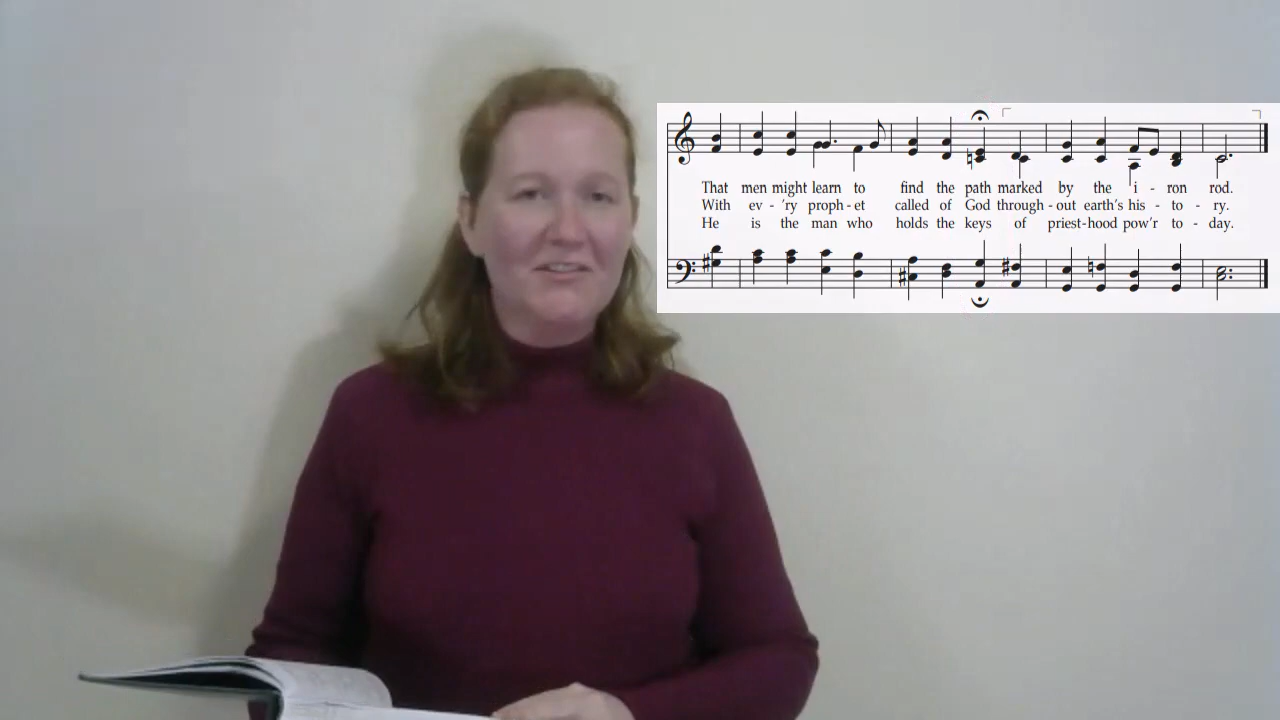 That men might learn to find the path marked by the i - ron rod.
With ev - 'ry proph - et called of God through - out earth's his - to - ry.
He is the man who holds the keys of priest - hood pow'r to - day.